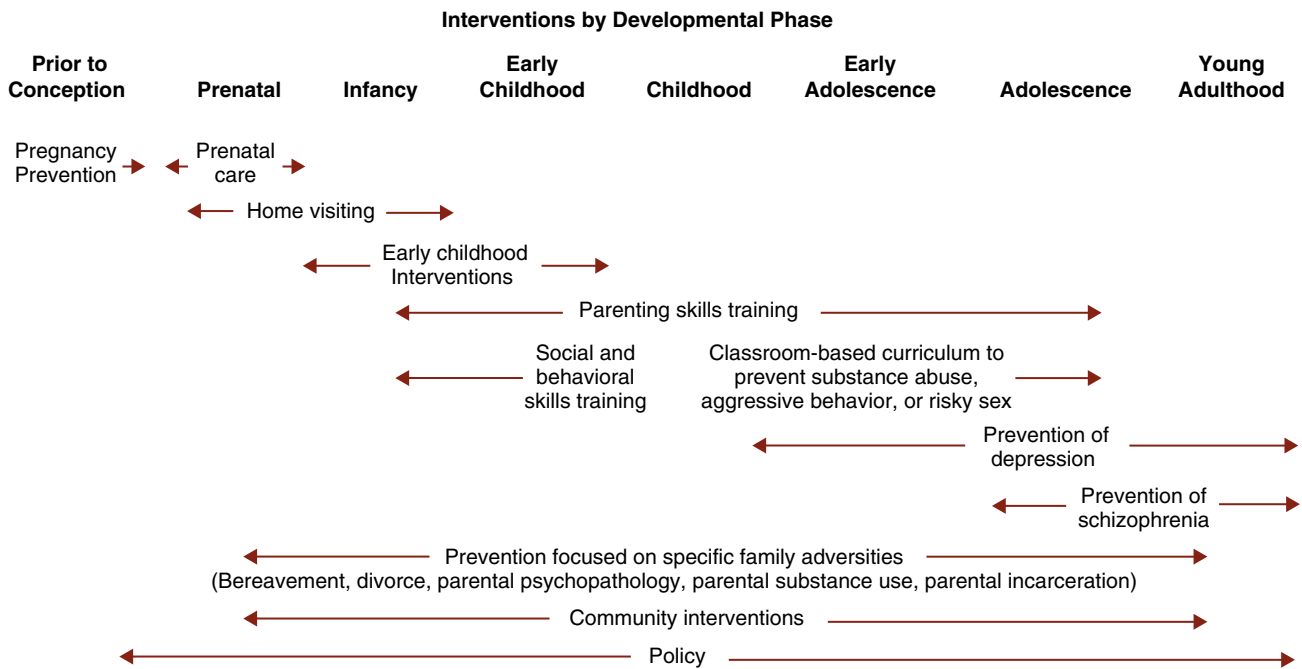 Interventions by Developmental Phase
Prior to
Conception
Prenatal
Infancy
Early
Childhood
Childhood
Early
Adolescence
Adolescence
Young
Adulthood
Pregnancy
Prevention
Prenatal
care
Home visiting
Early childhood
Interventions
Parenting skills training
Social and
behavioral
skills training
Classroom-based curriculum to
prevent substance abuse,
aggressive behavior, or risky sex
Prevention of
depression
Prevention of
schizophrenia
Prevention focused on specific family adversities
(Bereavement, divorce, parental psychopathology, parental substance use, parental incarceration)
Community interventions
Policy